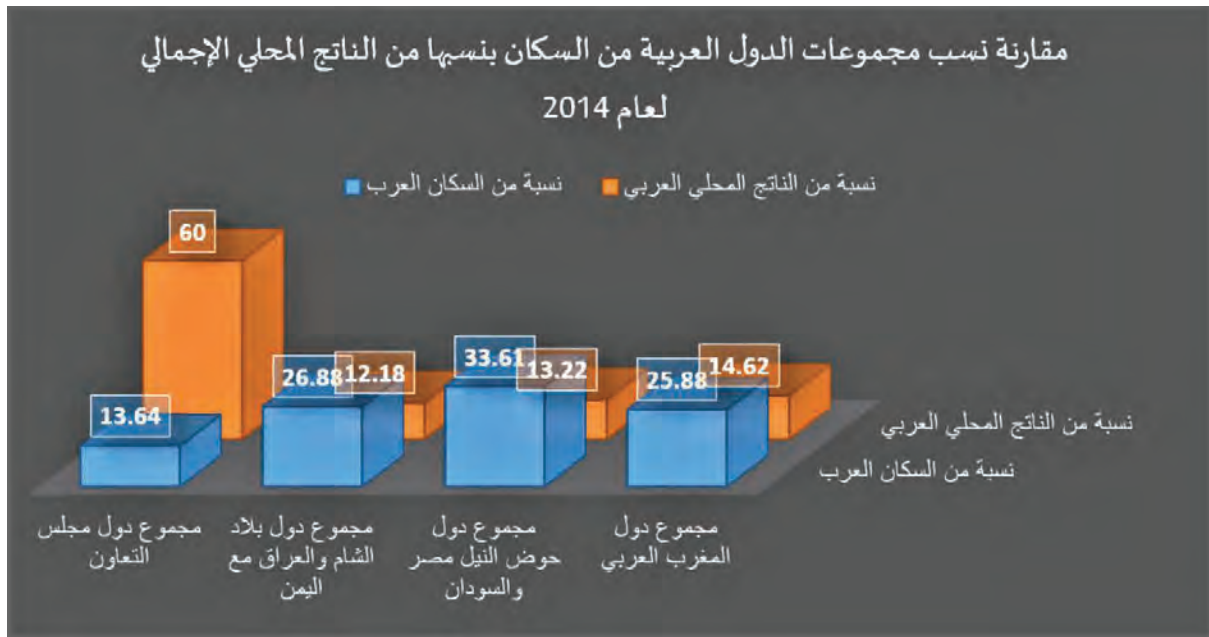 مقارنة نسب مجموعات الدول العربية من السكان بنسبها من الناتج المحلي الإجمالي
لعام 2014
نسبة من الناتج المحلي العربي
نسبة من السكان العرب
60
13.64
26.88
12.18
33.61
13.22
25.88
14.62
نسبة من الناتج المحلي العربي
نسبة من السكان العرب
مجموع دول مجلس
التعاون
مجموع دول بلاد
الشام والعراق مع
اليمن
مجموع دول
حوض النيل مصر
والسودان
مجموع دول
المغرب العربي